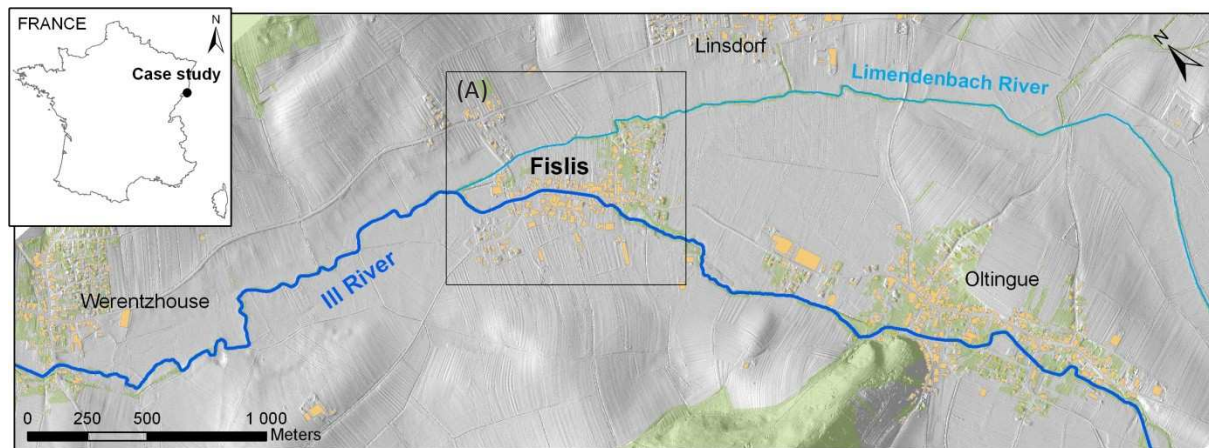 FRANCE
N
Case study
Linsdorf
N
Limendenbach River
(A)
Fislis
Ill River
Werentzhouse
Oltingue
0 250 500 1 000
Meters